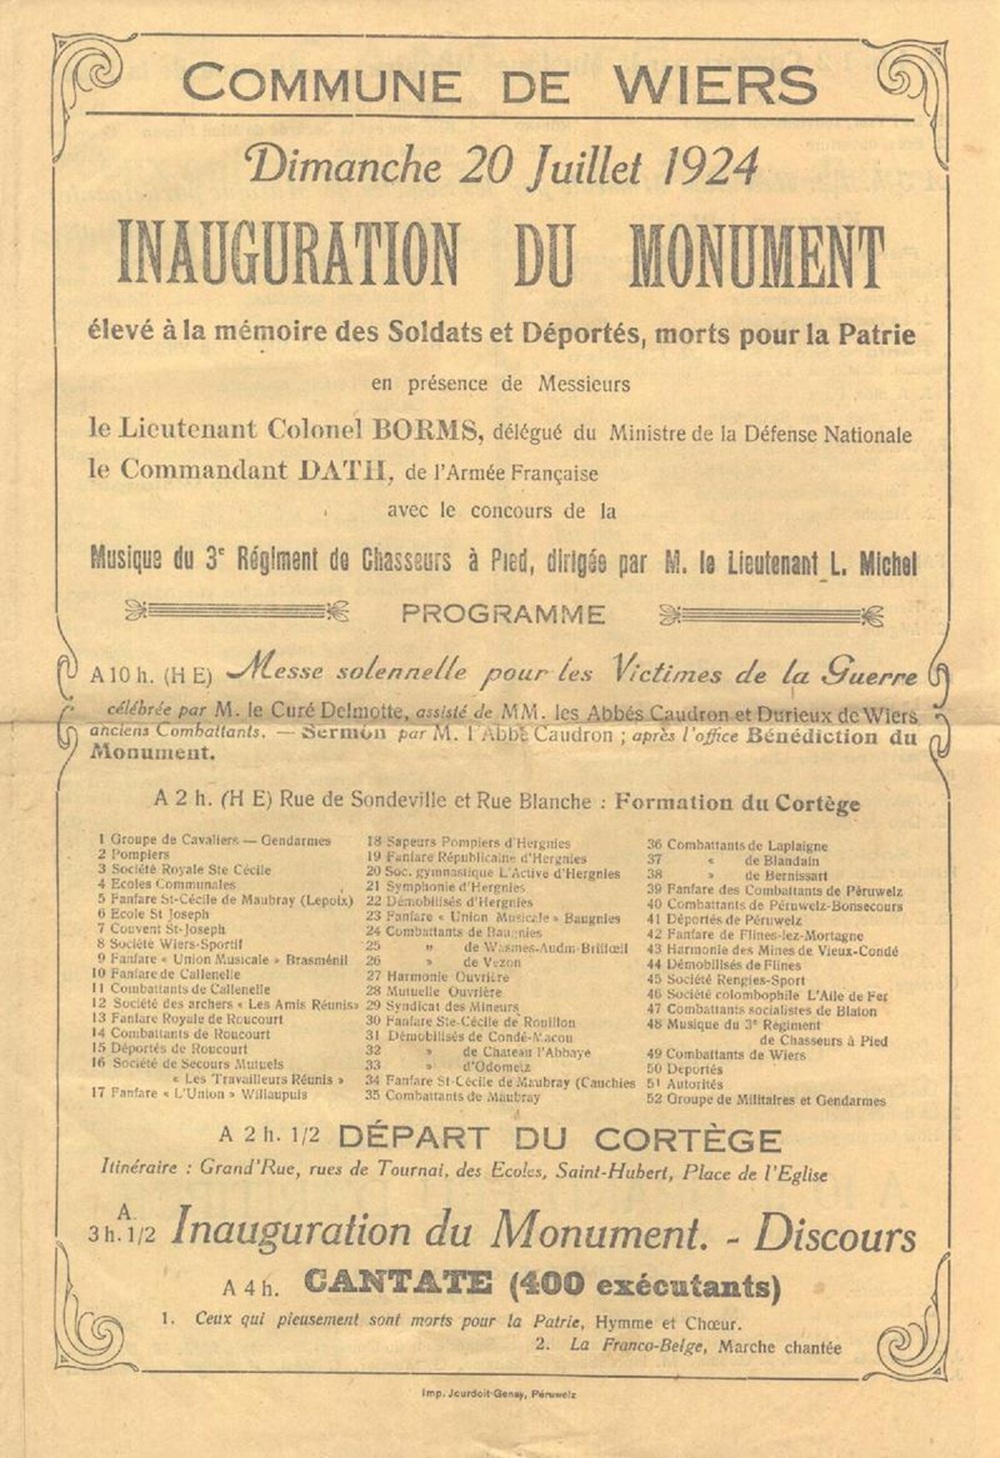 COMMUNE DE WIERS
Dimanche 20 Juillet 1924
INAUGURATION DU MONUMENT
élevé à la mémoire des Soldats et Déportés, morts pour la Patrie
en présence de Messieurs
le Lieutenant Colonel BORMS, délégué du Ministre de la Défense Nationale
le Commandant DATH, de l'Armée Française
avec le concours de la
Musique du 3e Régiment de Chasseurs à Pied, dirigée par M. le Lieutenant L. Michel
PROGRAMME
A 10 h. (H E) Messe solennelle pour les Victimes de la Guerre
célébrée par M. le Curé Delmotte, assisté de MM. les Abbés Caudron et Durieux de Wiers
anciens Combattants. — Sermon par M. l'Abbé Caudron ; après l'office Bénédiction du
Monument.
A 2 h. (H E) Rue de Sondeville et Rue Blanche : Formation du Cortège
1 Groupe de Cavaliers — Gendarmes
2 Pompiers
3 Société Royale Ste Cécile
4 Ecoles Communales
5 Fanfare St-Cécile de Maubray (Lepoix)
6 Ecole St Joseph
7 Couvent St-Joseph
8 Société Wiers-Sportif
9 Fanfare « Union Musicale » Brasménil
10 Fanfare de Callenelle
11 Combattants de Callenelle
12 Société des archers « Les Amis Réunis»
13 Fanfare Royale de Roucourt
14 Combattants de Roucourt
15 Déportés de Roucourt
16 Société de Secours Mutuels
« Les Travailleurs Réunis »
17 Fanfare « L'Union » Willaupuis
18 Sapeurs Pompiers d'Hergnies
19 Fanfare Républicaine d'Hergnies
20 Soc. gymnastique L'Active d'Hergnies
21 Symphonie d'Hergnies
22 Démobilisés d'Hergnies
23 Fanfare « Union Musicale » Baugnies
24 Combattants de Baugnies
25 » de Wasmes-Audm-Briffœil
26 » de Vezon
27 Harmonie Ouvrière
28 Mutuelle Ouvrière
29 Syndicat des Mineurs
30 Fanfare Ste-Cécile de Rouillon
31 Démobilisés de Condé-Macou
32 » de Chateau l'Abbaye
33 » d'Odomez
34 Fanfare St-Cécile de Maubray (Cauchies
35 Combattants de Maubray
36 Combattants de Laplaigne
37 « de Blandain
38 » de Bernissart
39 Fanfare des Combattants de Péruwelz
40 Combattants de Péruwelz-Bonsecours
41 Déportés de Péruwelz
42 Fanfare de Flines-lez-Mortagne
43 Harmonie des Mines de Vieux-Condé
44 Démobilisés de Flines
45 Société Rengies-Sport
46 Société colombophile L'Aile de Fer
47 Combattants socialistes de Blaton
48 Musique du 3e Régiment
de Chasseurs à Pied
49 Combattants de Wiers
50 Déportés
51 Autorités
52 Groupe de Militaires et Gendarmes
A 2 h. 1/2 DÉPART DU CORTÈGE
Itinéraire : Grand'Rue, rues de Tournai, des Ecoles, Saint-Hubert, Place de l'Eglise
A 3 h. 1/2 Inauguration du Monument. - Discours
A 4 h. CANTATE (400 exécutants)
1. Ceux qui pieusement sont morts pour la Patrie, Hymme et Chœur.
2. La Franco-Belge, Marche chantée
Imp. Jourdoit-Genay, Péruwelz